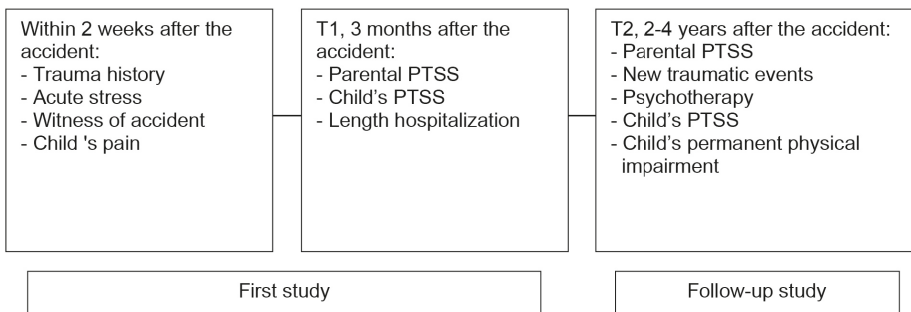 Within 2 weeks after the
accident:
- Trauma history
- Acute stress
- Witness of accident
- Child 's pain
T1, 3 months after the
accident:
- Parental PTSS
- Child's PTSS
- Length hospitalization
T2, 2-4 years after the accident:
- Parental PTSS
- New traumatic events
- Psychotherapy
- Child's PTSS
- Child's permanent physical
impairment
First study
Follow-up study